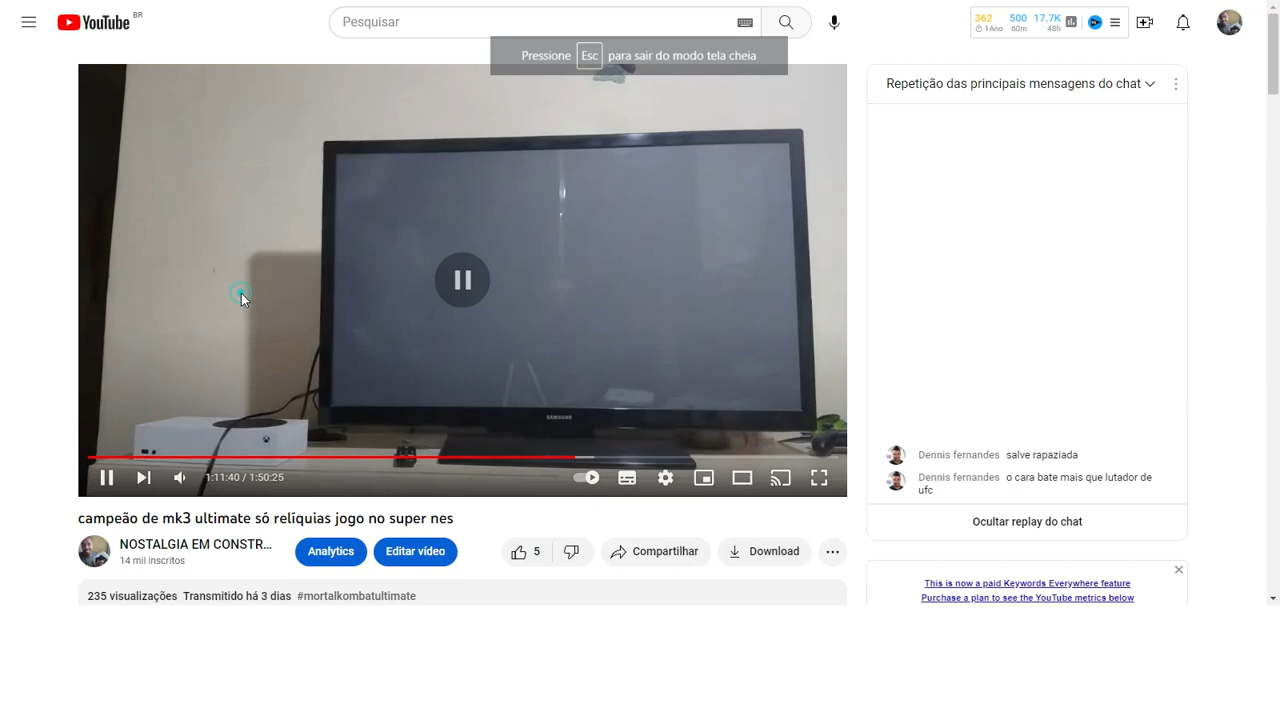 YouTube BR
Pesquisar
362 500 17.7K
1Ano 60m 48h
Pressione Esc para sair do modo tela cheia
Repetição das principais mensagens do chat
SAMSUNG
1:11:40 / 1:50:25
Dennis fernandes salve rapaziada
Dennis fernandes o cara bate mais que lutador de
ufc
Ocultar replay do chat
campeão de mk3 ultimate só relíquias jogo no super nes
NOSTALGIA EM CONSTR...
14 mil inscritos
Analytics
Editar vídeo
5
Compartilhar
Download
235 visualizações Transmitido há 3 dias #mortalkombatultimate
This is now a paid Keywords Everywhere feature
Purchase a plan to see the YouTube metrics below